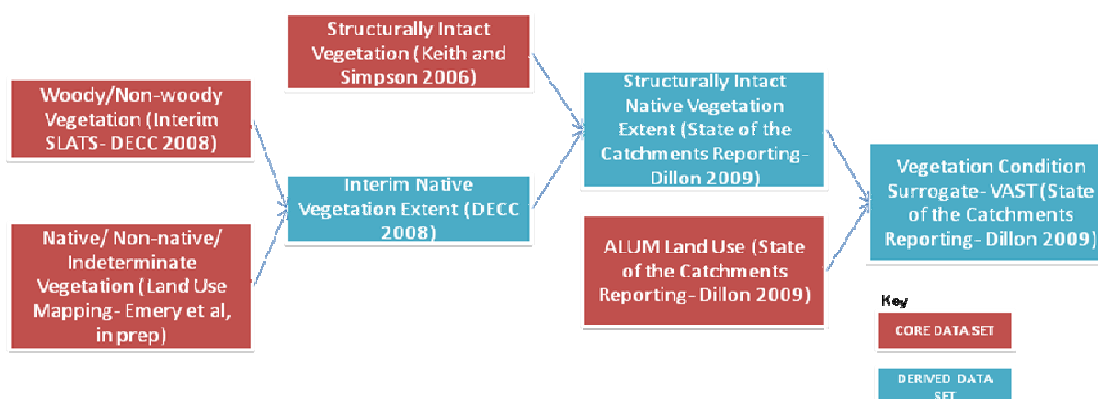 Structurally Intact
Vegetation (Keith and
Simpson 2006)
Woody/Non-woody
Vegetation (Interim
SLATS- DECC 2008)
Structurally Intact
Native Vegetation
Extent (State of the
Catchments Reporting-
Dillon 2009)
Vegetation Condition
Surrogate- VAST (State
of the Catchments
Reporting- Dillon 2009)
Interim Native
Vegetation Extent (DECC
2008)
Native/ Non-native/
Indeterminate
Vegetation (Land Use
Mapping- Emery et al,
in prep)
ALUM Land Use (State
of the Catchments
Reporting- Dillon 2009)
Key
CORE DATA SET
DERIVED DATA
SET